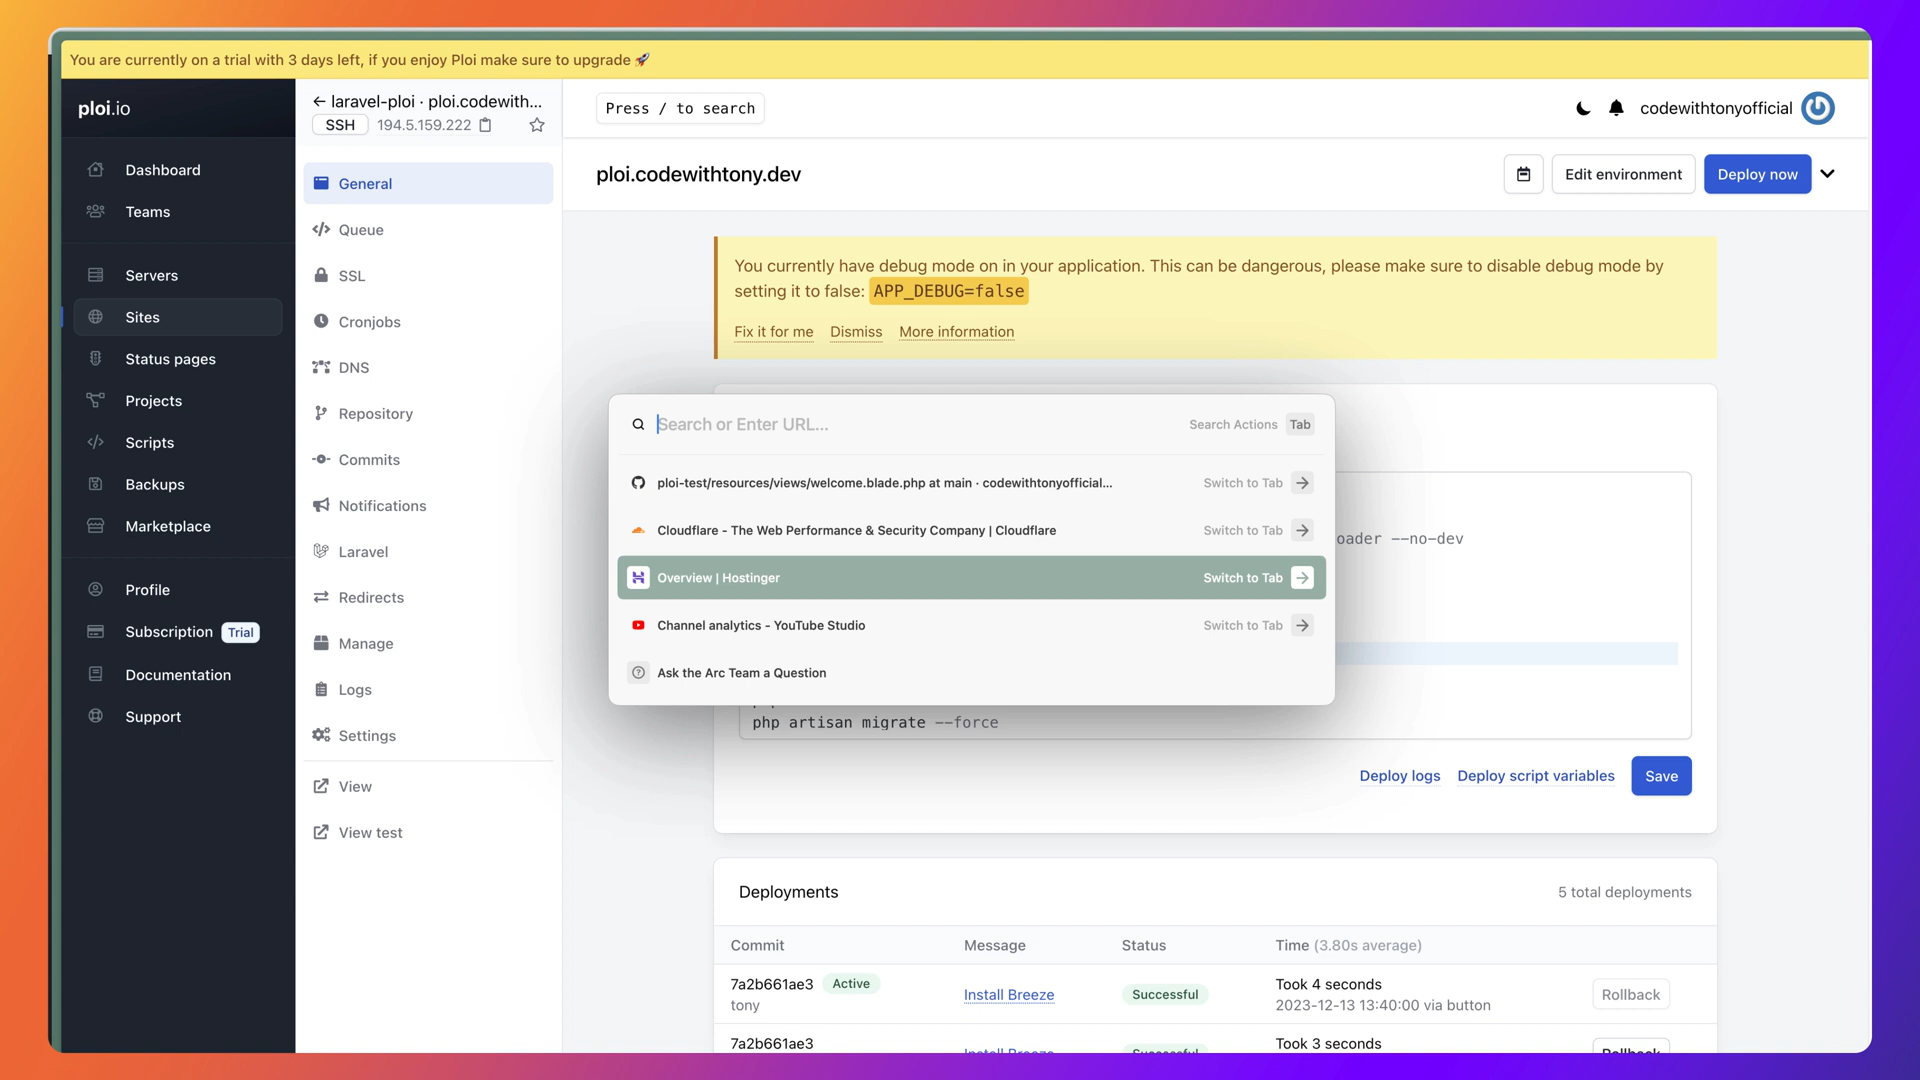 You are currently on a trial with 3 days left, if you enjoy Ploi make sure to upgrade 🚀
ploi.io
Dashboard
Teams
Servers
Sites
Status pages
Projects
Scripts
Backups
Marketplace
Profile
Subscription Trial
Documentation
Support
← laravel-ploi · ploi.codewith...
SSH 194.5.159.222
General
Queue
SSL
Cronjobs
DNS
Repository
Commits
Notifications
Laravel
Redirects
Manage
Logs
Settings
View
View test
Press / to search
codewithtonyofficial
ploi.codewithtony.dev
Edit environment
Deploy now
You currently have debug mode on in your application. This can be dangerous, please make sure to disable debug mode by
setting it to false: APP_DEBUG=false
Fix it for me Dismiss More information
Search or Enter URL...
Search Actions Tab
ploi-test/resources/views/welcome.blade.php at main · codewithtonyofficial... Switch to Tab
Cloudflare - The Web Performance & Security Company | Cloudflare Switch to Tab
Overview | Hostinger Switch to Tab
Channel analytics - YouTube Studio Switch to Tab
Ask the Arc Team a Question
oader --no-dev
php artisan migrate --force
Deploy logs Deploy script variables Save
Deployments 5 total deployments
Commit Message Status Time (3.80s average)
7a2b661ae3 Active
tony
Install Breeze
Successful
Took 4 seconds
2023-12-13 13:40:00 via button
Rollback
7a2b661ae3
Install Breeze
Successful
Took 3 seconds
Rollback